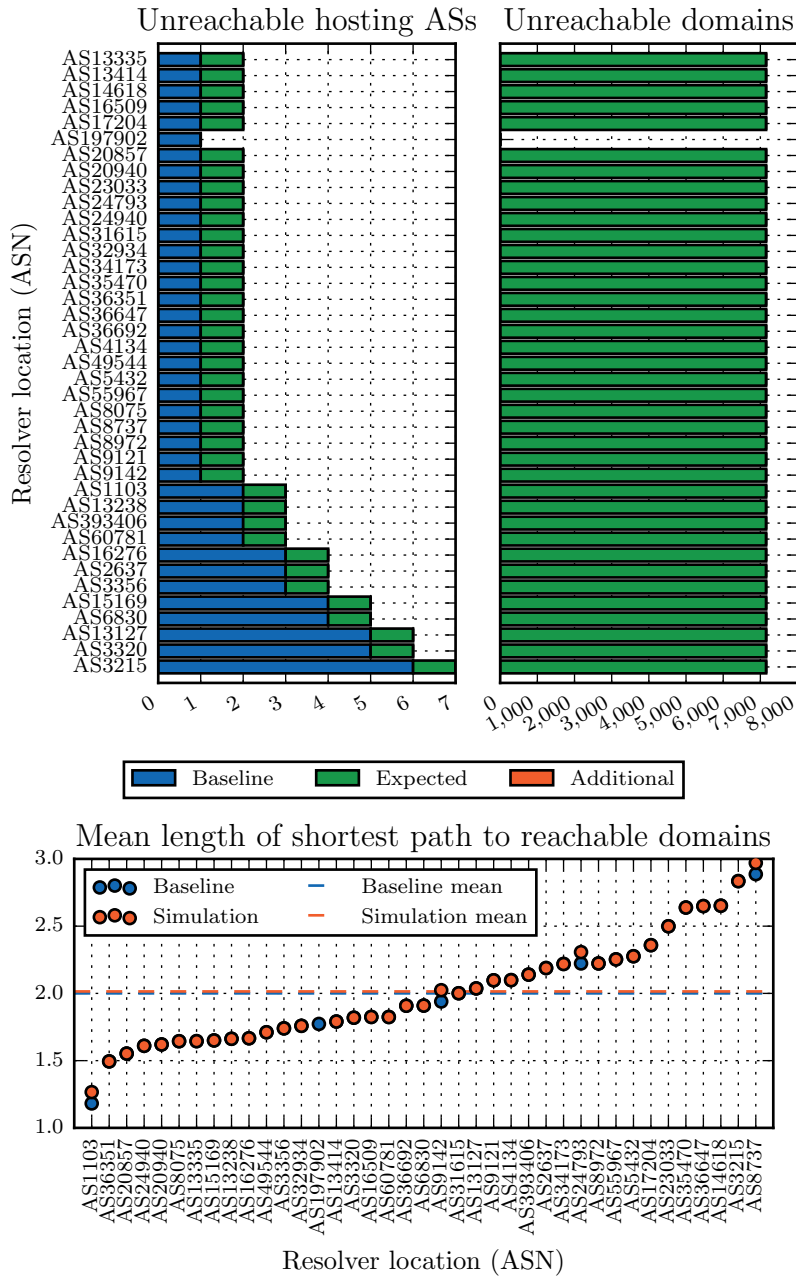 Unreachable hosting ASs
Unreachable domains
Resolver location (ASN)
AS13335
AS13414
AS14618
AS16509
AS17204
AS197902
AS20857
AS20940
AS23033
AS24793
AS24940
AS31615
AS32934
AS34173
AS35470
AS36351
AS36647
AS36692
AS4134
AS49544
AS5432
AS55967
AS8075
AS8737
AS8972
AS9121
AS9142
AS1103
AS13238
AS393406
AS60781
AS16276
AS2637
AS3356
AS15169
AS6830
AS13127
AS3320
AS3215
0 1 2 3 4 5 6 7
0 1,000 2,000 3,000 4,000 5,000 6,000 7,000 8,000
Baseline Expected Additional
Mean length of shortest path to reachable domains
3.0
2.5
2.0
1.5
1.0
Baseline Baseline mean
Simulation Simulation mean
AS1103
AS36351
AS20857
AS24940
AS20940
AS8075
AS13335
AS15169
AS13238
AS16276
AS49544
AS3356
AS32934
AS197902
AS13414
AS3320
AS16509
AS60781
AS36692
AS6830
AS9142
AS31615
AS13127
AS9121
AS4134
AS393406
AS2637
AS34173
AS24793
AS8972
AS55967
AS5432
AS17204
AS23033
AS35470
AS36647
AS14618
AS3215
AS8737
Resolver location (ASN)